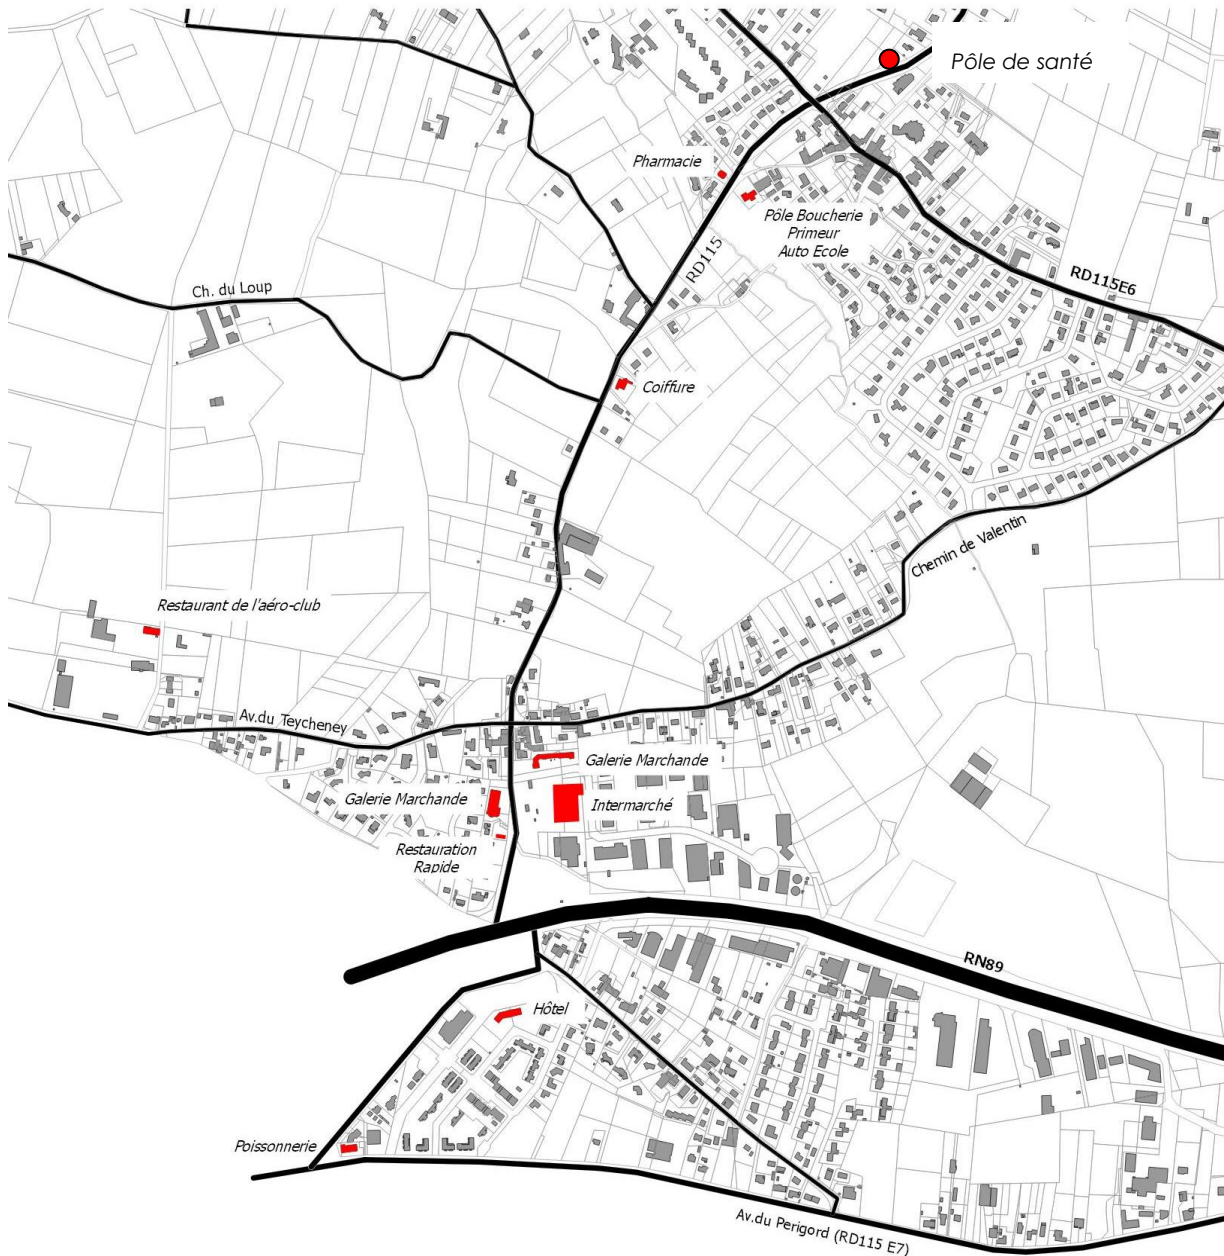 Pôle de santé
Pharmacie
Pôle Boucherie
Primeur
Auto Ecole
RD115
RD115E6
Ch. du Loup
Coiffure
Chemin de Valentin
Restaurant de l'aéro-club
Av.du Teycheney
Galerie Marchande
Galerie Marchande
Intermarché
Restauration
Rapide
RN89
Hôtel
Poissonnerie
Av.du Perigord (RD115 E7)